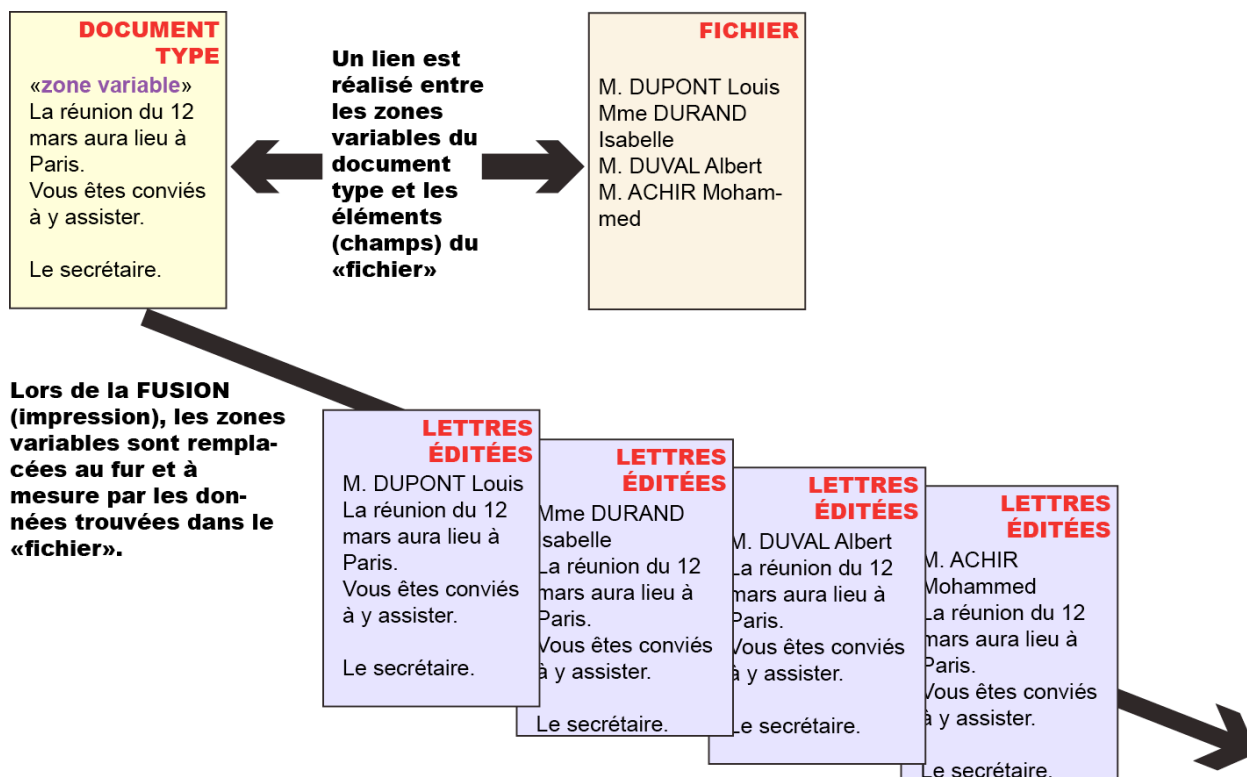 DOCUMENT
TYPE
«zone variable»
La réunion du 12
mars aura lieu à
Paris.
Vous êtes conviés
à y assister.
Le secrétaire.
Un lien est
réalisé entre
les zones
variables du
document
type et les
éléments
(champs) du
«fichier»
FICHIER
M. DUPONT Louis
Mme DURAND
Isabelle
M. DUVAL Albert
M. ACHIR Moham-
med
Lors de la FUSION
(impression), les zones
variables sont rempla-
cées au fur et à
mesure par les don-
nées trouvées dans le
«fichier».
LETTRES
ÉDITÉES
M. DUPONT Louis
La réunion du 12
mars aura lieu à
Paris.
Vous êtes conviés
à y assister.
Le secrétaire.
LETTRES
ÉDITÉES
Mme DURAND
Isabelle
La réunion du 12
mars aura lieu à
Paris.
Vous êtes conviés
à y assister.
Le secrétaire.
LETTRES
ÉDITÉES
M. DUVAL Albert
La réunion du 12
mars aura lieu à
Paris.
Vous êtes conviés
à y assister.
Le secrétaire.
LETTRES
ÉDITÉES
M. ACHIR
Mohammed
La réunion du 12
mars aura lieu à
Paris.
Vous êtes conviés
à y assister.
Le secrétaire.